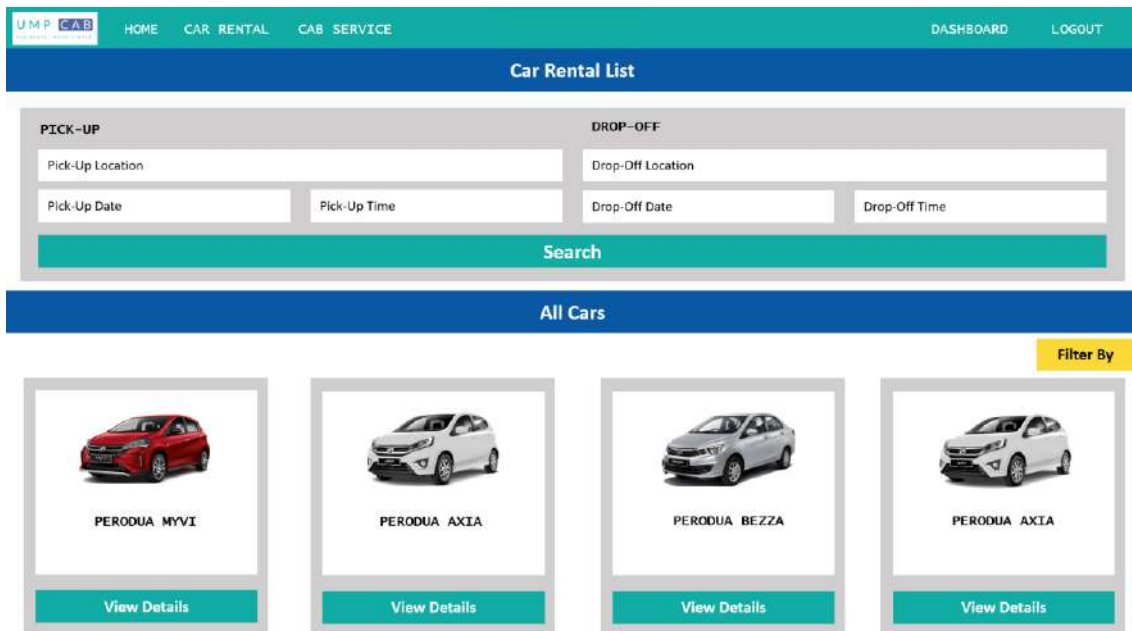 UMP CAB
HOME CAR RENTAL CAB SERVICE DASHBOARD LOGOUT
Car Rental List
PICK-UP DROP-OFF
Pick-Up Location Drop-Off Location
Pick-Up Date Pick-Up Time Drop-Off Date Drop-Off Time
Search
All Cars
Filter By
PERODUA MYVI PERODUA AXIA PERODUA BEZZA PERODUA AXIA
View Details View Details View Details View Details